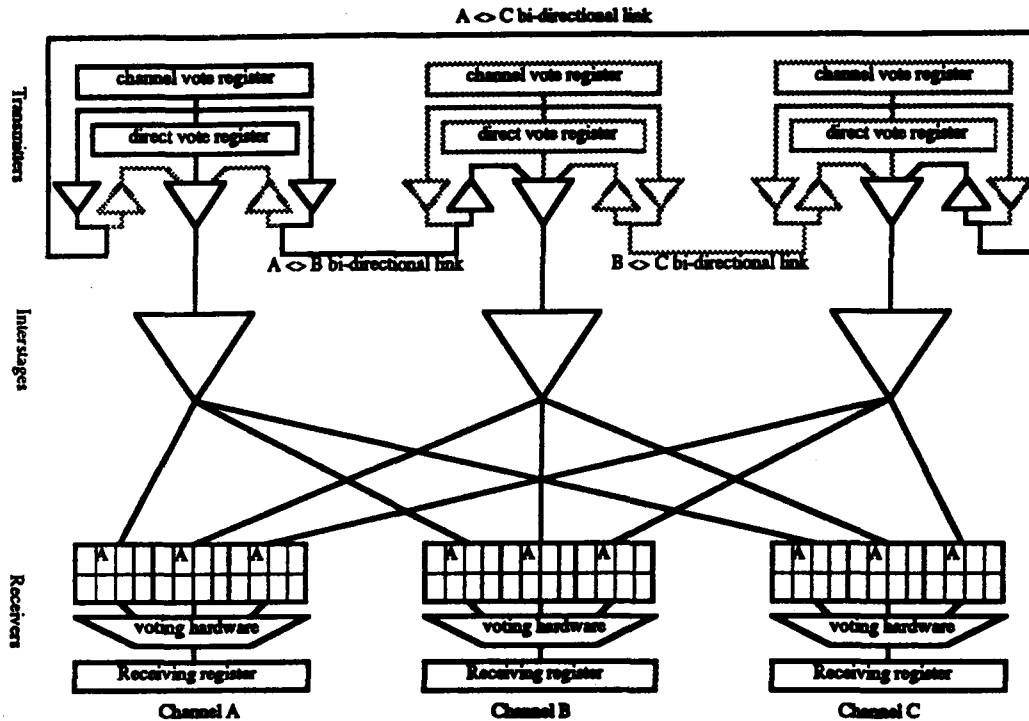 A <> C bi-directional link
Transmitters
channel vote register
channel vote register
channel vote register
direct vote register
direct vote register
direct vote register
A <> B bi-directional link
B <> C bi-directional link
Interstages
Receivers
A A A
A A A
A A A
voting hardware
voting hardware
voting hardware
Receiving register
Receiving register
Receiving register
Channel A
Channel B
Channel C